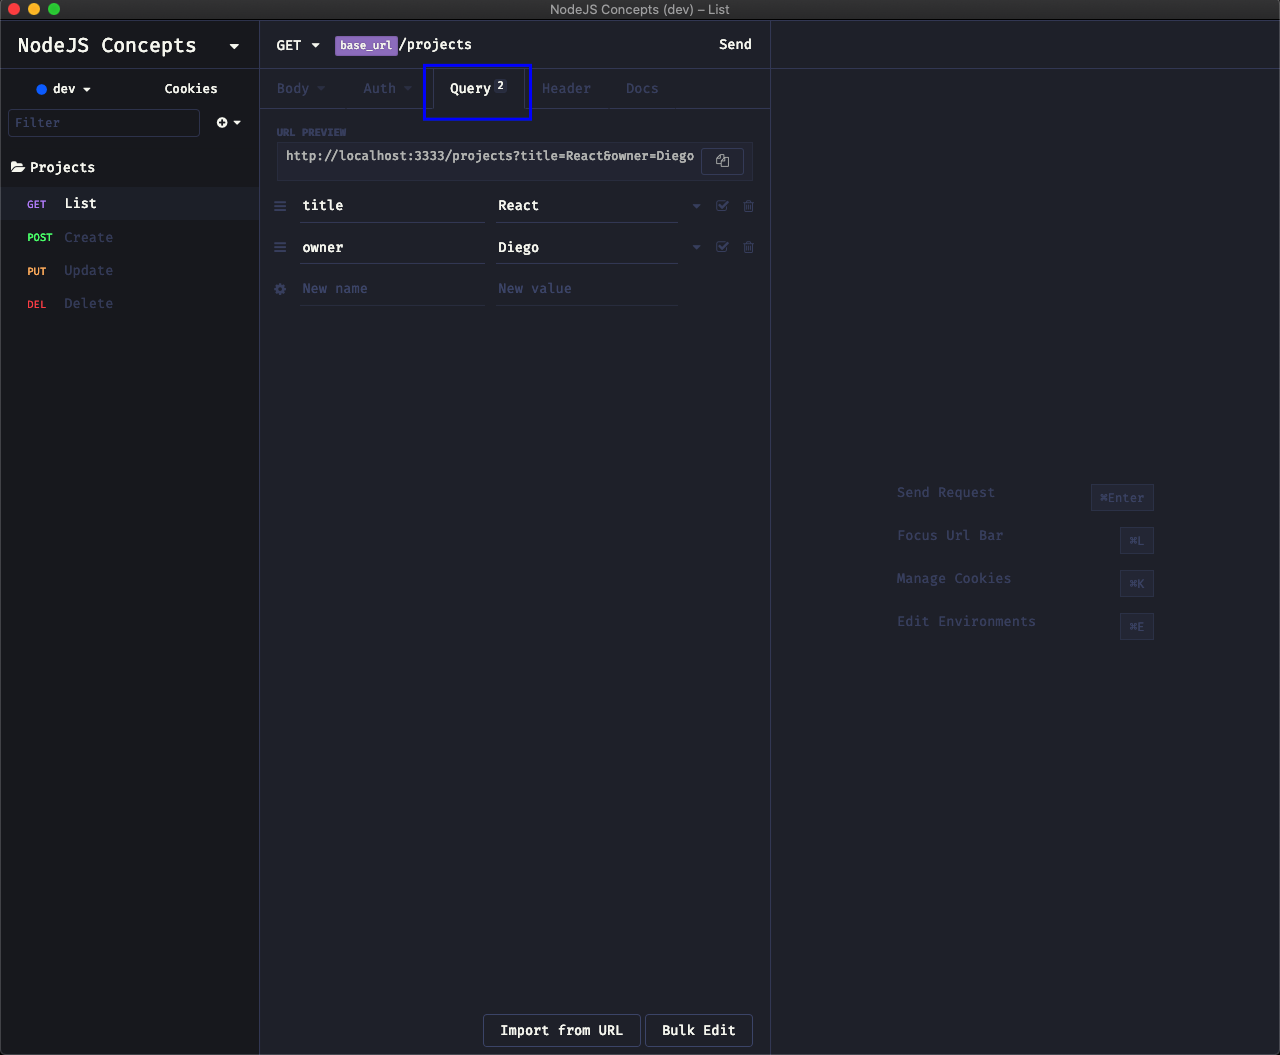 NodeJS Concepts (dev) – List
NodeJS Concepts
dev
Cookies
Filter
Projects
GET List
POST Create
PUT Update
DEL Delete
GET base_url/projects Send
Body Auth Query 2 Header Docs
URL PREVIEW
http://localhost:3333/projects?title=React&owner=Diego
title React
owner Diego
New name New value
Import from URL Bulk Edit
Send Request ⌘Enter
Focus Url Bar ⌘L
Manage Cookies ⌘K
Edit Environments ⌘E